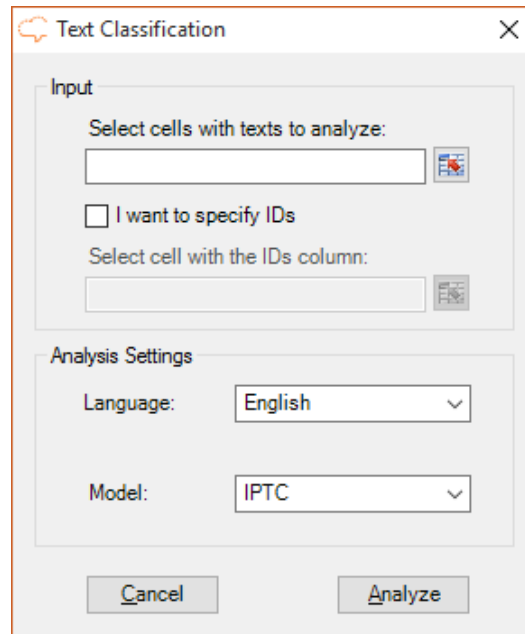 Text Classification
Input
Select cells with texts to analyze:
I want to specify IDs
Select cell with the IDs column:
Analysis Settings
Language: English
Model: IPTC
Cancel Analyze